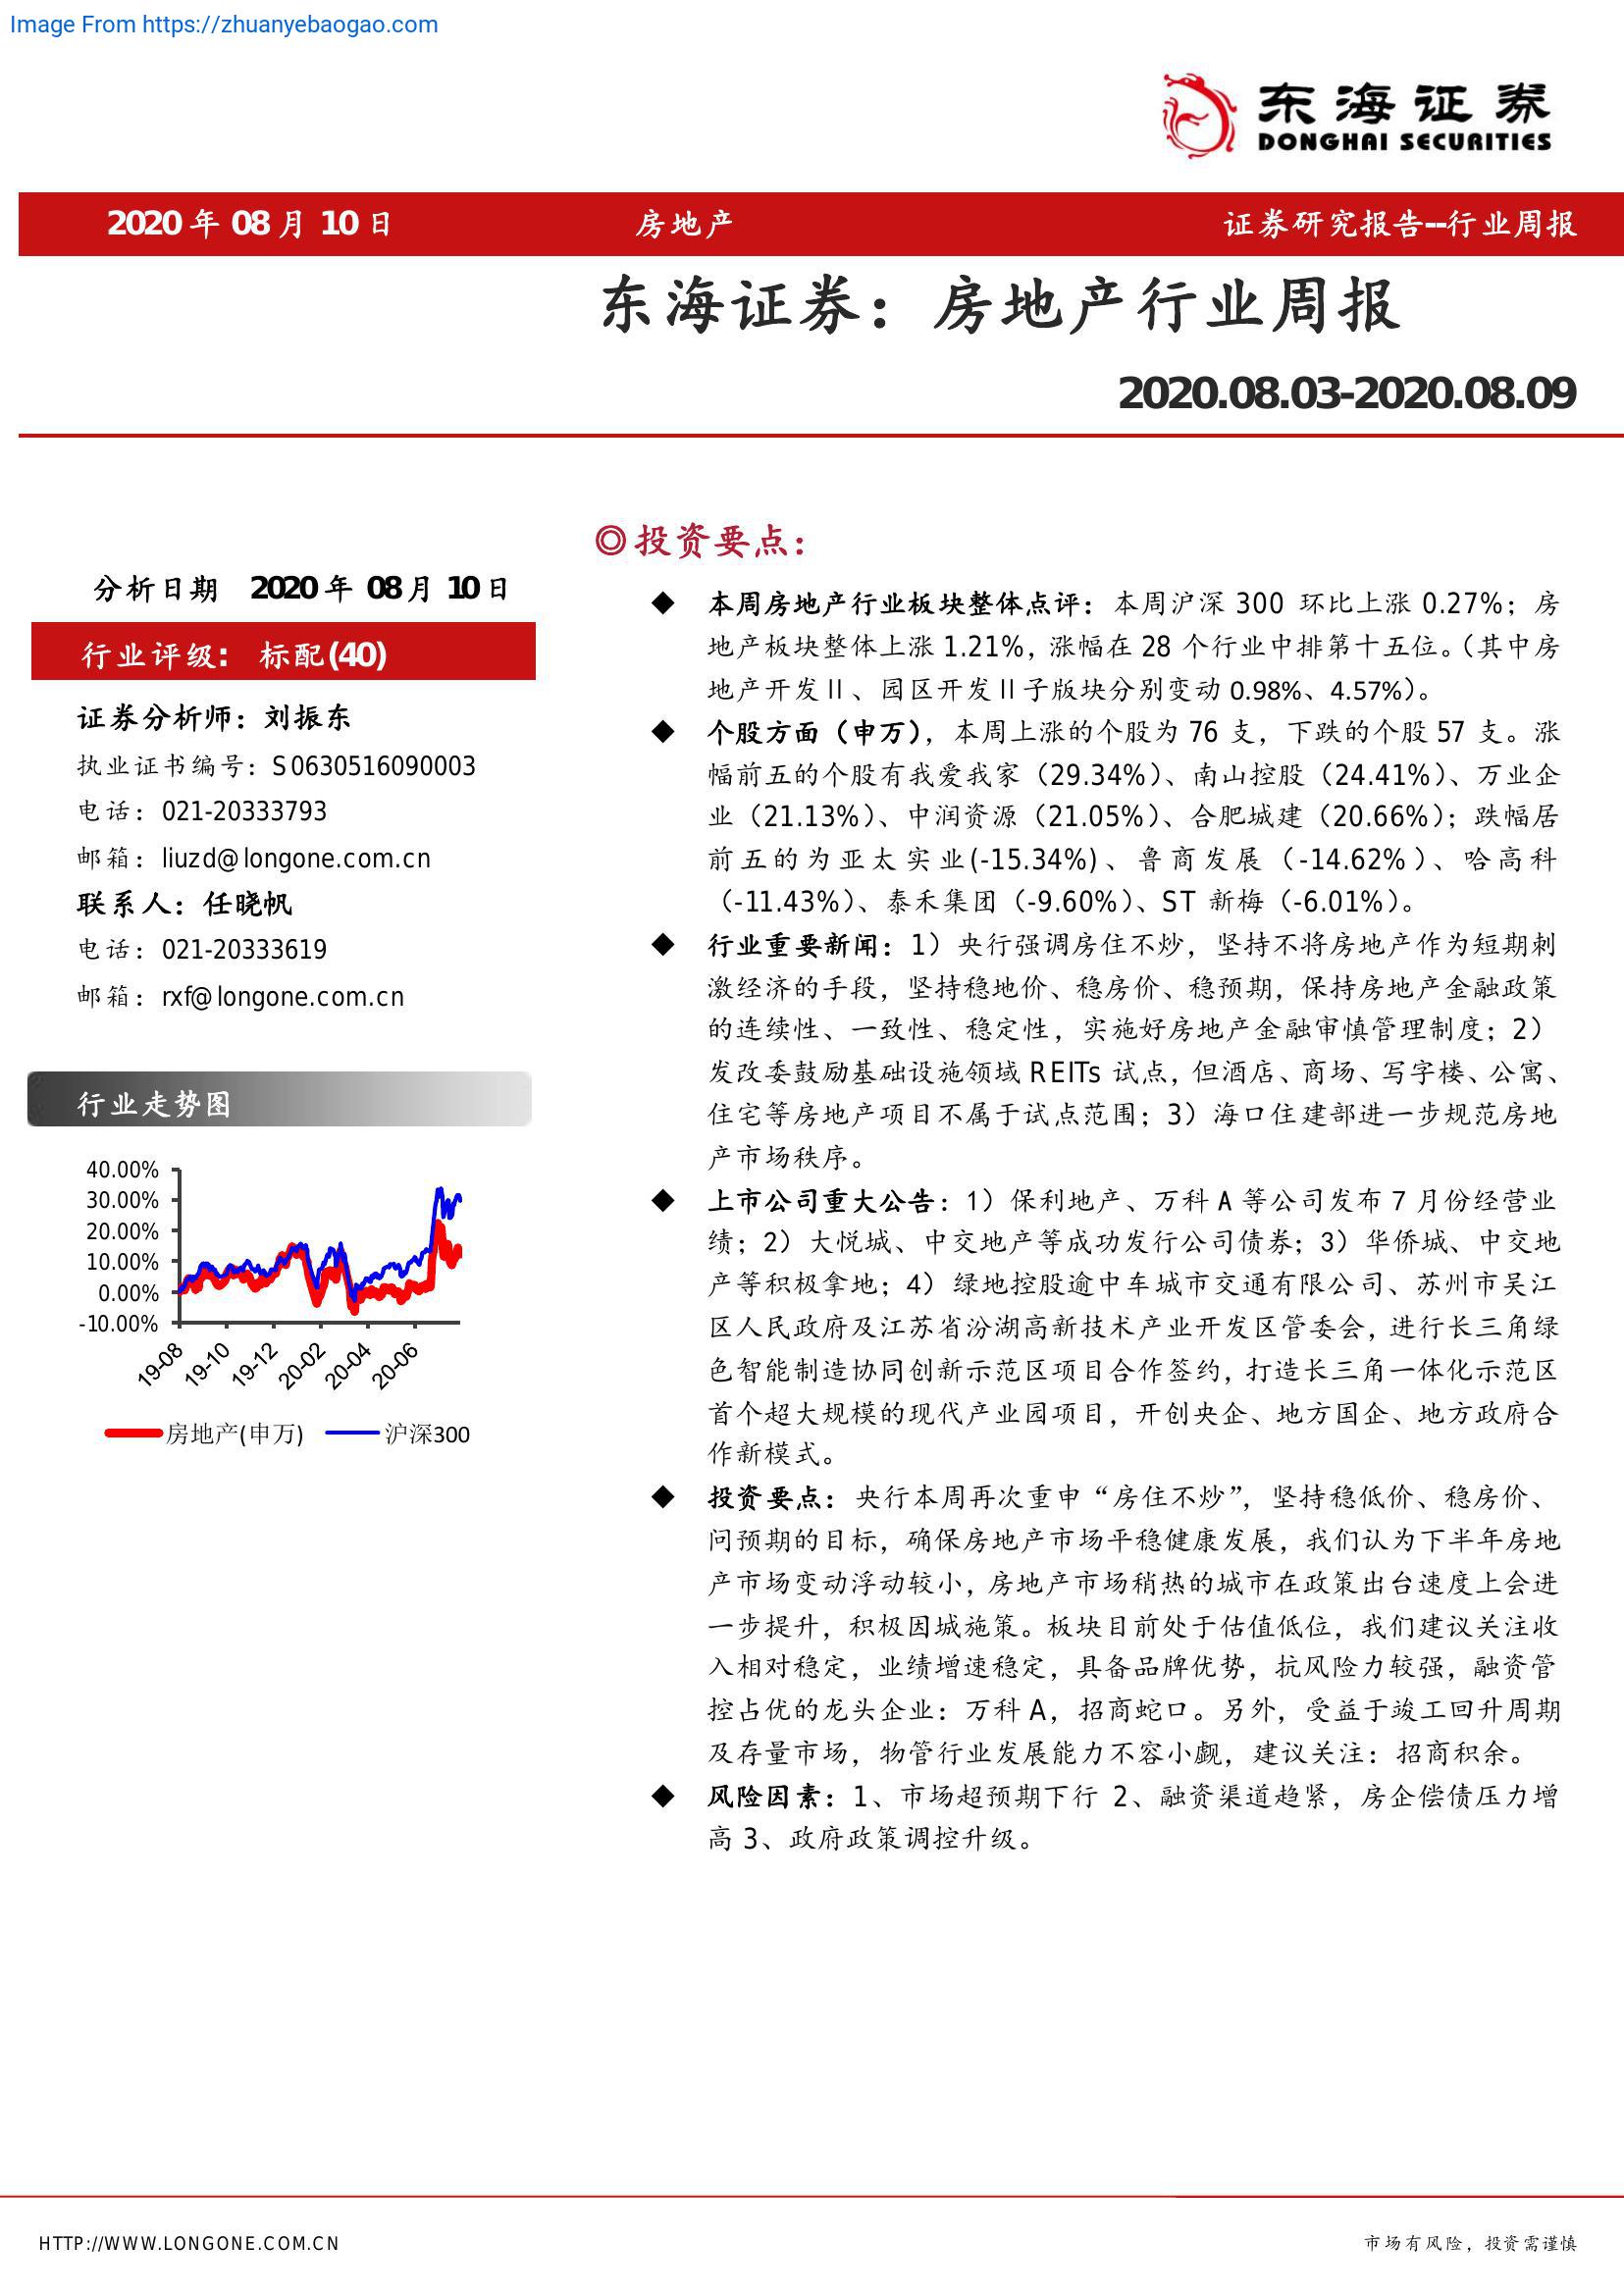 Image From https://zhuanyebaogao.com
东海证券
DONGHAI SECURITIES
2020 年 08 月 10 日 房地产 证券研究报告--行业周报
东海证券：房地产行业周报
2020.08.03-2020.08.09
分析日期 2020 年 08 月 10 日
行业评级： 标配(40)
证券分析师：刘振东
执业证书编号：S0630516090003
电话：021-20333793
邮箱：liuzd@longone.com.cn
联系人：任晓帆
电话：021-20333619
邮箱：rxf@longone.com.cn
行业走势图
40.00%
30.00%
20.00%
10.00%
0.00%
-10.00%
19-08 19-10 19-12 20-02 20-04 20-06
房地产(申万) 沪深300
◎投资要点：
◆ 本周房地产行业板块整体点评：本周沪深 300 环比上涨 0.27%；房
地产板块整体上涨 1.21%，涨幅在 28 个行业中排第十五位。（其中房
地产开发Ⅱ、园区开发Ⅱ子版块分别变动 0.98%、4.57%）。
◆ 个股方面（申万），本周上涨的个股为 76 支，下跌的个股 57 支。涨
幅前五的个股有我爱我家（29.34%）、南山控股（24.41%）、万业企
业（21.13%）、中润资源（21.05%）、合肥城建（20.66%）；跌幅居
前五的为亚太实业(-15.34%)、鲁商发展（-14.62%）、哈高科
（-11.43%）、泰禾集团（-9.60%）、ST 新梅（-6.01%）。
◆ 行业重要新闻：1）央行强调房住不炒，坚持不将房地产作为短期刺
激经济的手段，坚持稳地价、稳房价、稳预期，保持房地产金融政策
的连续性、一致性、稳定性，实施好房地产金融审慎管理制度；2）
发改委鼓励基础设施领域 REITs 试点，但酒店、商场、写字楼、公寓、
住宅等房地产项目不属于试点范围；3）海口住建部进一步规范房地
产市场秩序。
◆ 上市公司重大公告：1）保利地产、万科 A 等公司发布 7 月份经营业
绩；2）大悦城、中交地产等成功发行公司债券；3）华侨城、中交地
产等积极拿地；4）绿地控股逾中车城市交通有限公司、苏州市吴江
区人民政府及江苏省汾湖高新技术产业开发区管委会，进行长三角绿
色智能制造协同创新示范区项目合作签约，打造长三角一体化示范区
首个超大规模的现代产业园项目，开创央企、地方国企、地方政府合
作新模式。
◆ 投资要点：央行本周再次重申“房住不炒”，坚持稳低价、稳房价、
问预期的目标，确保房地产市场平稳健康发展，我们认为下半年房地
产市场变动浮动较小，房地产市场稍热的城市在政策出台速度上会进
一步提升，积极因城施策。板块目前处于估值低位，我们建议关注收
入相对稳定，业绩增速稳定，具备品牌优势，抗风险力较强，融资管
控占优的龙头企业：万科 A，招商蛇口。另外，受益于竣工回升周期
及存量市场，物管行业发展能力不容小觑，建议关注：招商积余。
◆ 风险因素：1、市场超预期下行 2、融资渠道趋紧，房企偿债压力增
高 3、政府政策调控升级。
HTTP://WWW.LONGONE.COM.CN 市场有风险，投资需谨慎